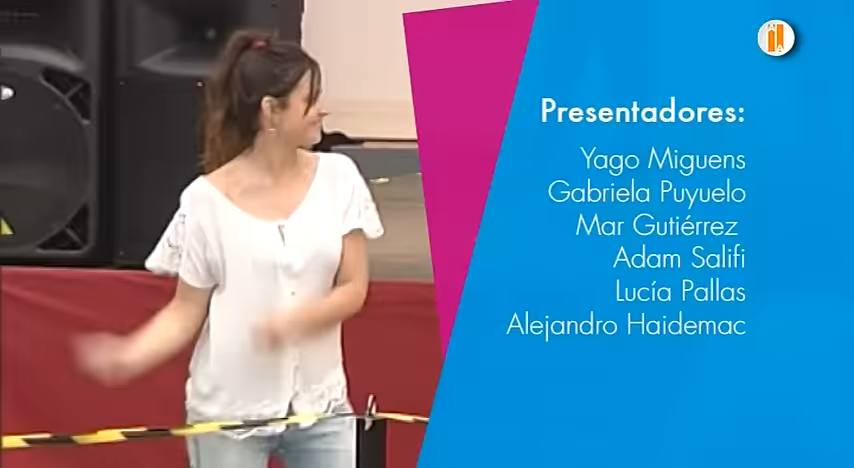 Presentadores:
Yago Miguens
Gabriela Puyuelo
Mar Gutiérrez
Adam Salifi
Lucía Pallas
Alejandro Haidemac